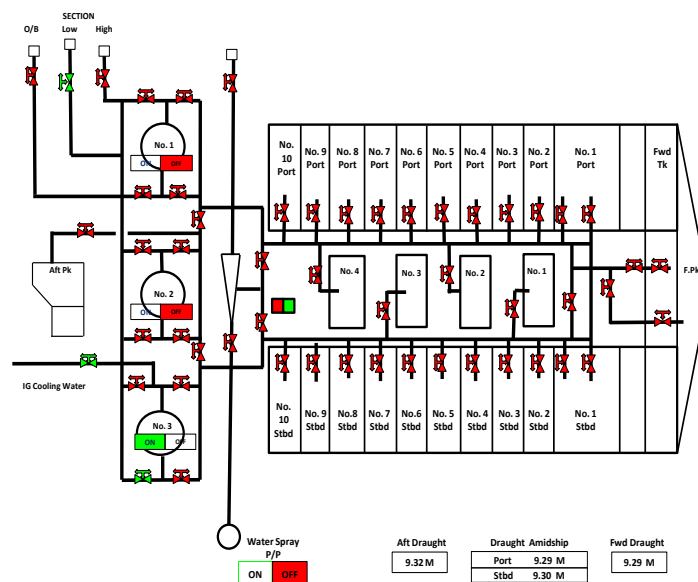 SECTION
O/B Low High
No. 1
ON OFF
No. 10 Port
No. 9 Port
No. 8 Port
No. 7 Port
No. 6 Port
No. 5 Port
No. 4 Port
No. 3 Port
No. 2 Port
No. 1 Port
Fwd Tk
Aft Pk
No. 2
ON OFF
No. 4
No. 3
No. 2
No. 1
F.Pk
IG Cooling Water
No. 3
ON OFF
No. 10 Stbd
No. 9 Stbd
No. 8 Stbd
No. 7 Stbd
No. 6 Stbd
No. 5 Stbd
No. 4 Stbd
No. 3 Stbd
No. 2 Stbd
No. 1 Stbd
Water Spray
P/P
ON OFF
Aft Draught
9.32 M
Draught Amidship
Port 9.29 M
Stbd 9.30 M
Fwd Draught
9.29 M